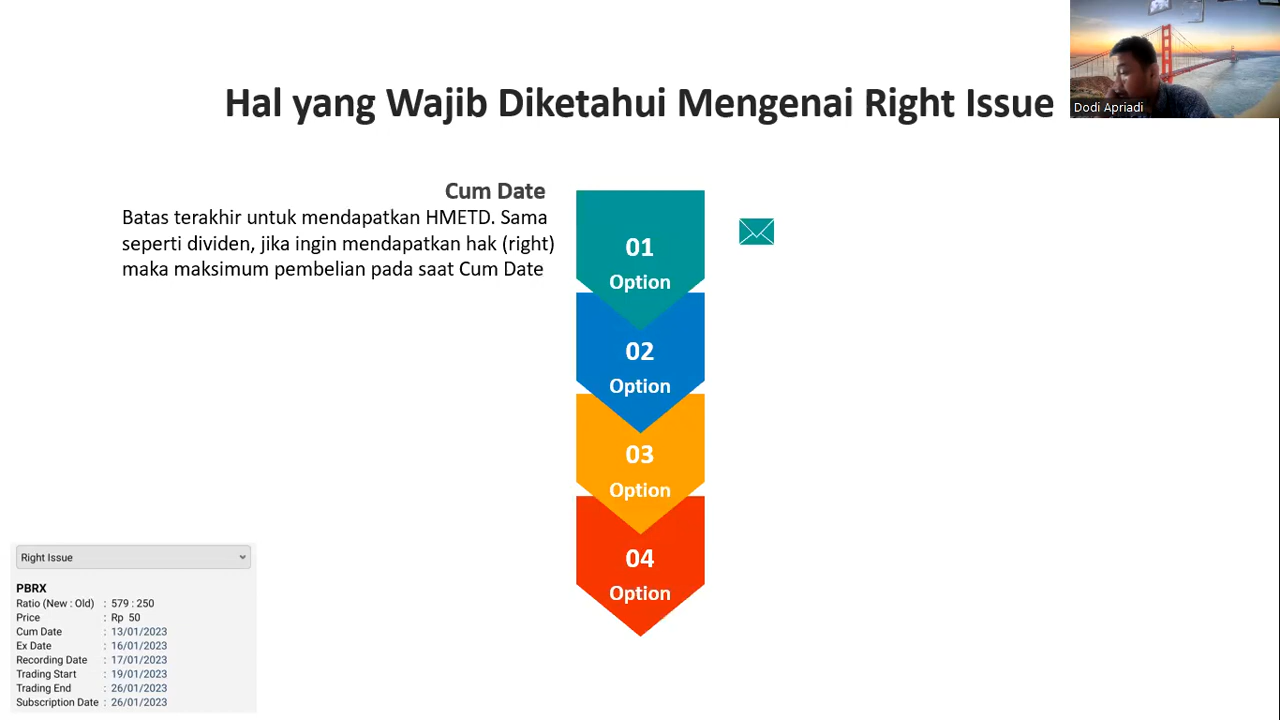 Hal yang Wajib Diketahui Mengenai Right Issue
Dodi Apriadi
Cum Date
Batas terakhir untuk mendapatkan HMETD. Sama
seperti dividen, jika ingin mendapatkan hak (right)
maka maksimum pembelian pada saat Cum Date
01
Option
02
Option
03
Option
04
Option
Right Issue
PBRX
Ratio (New : Old) : 579 : 250
Price : Rp 50
Cum Date : 13/01/2023
Ex Date : 16/01/2023
Recording Date : 17/01/2023
Trading Start : 19/01/2023
Trading End : 26/01/2023
Subscription Date : 26/01/2023